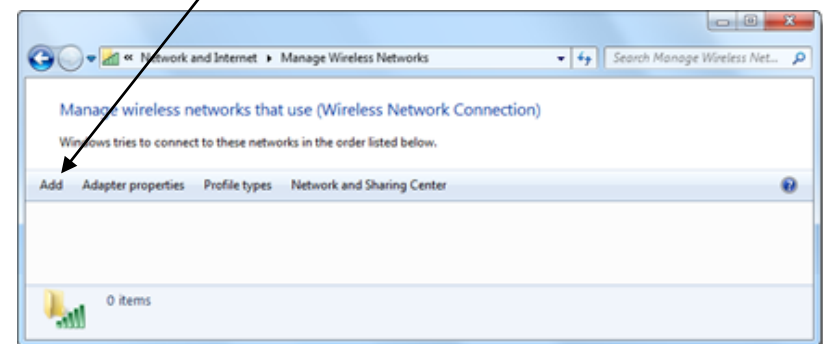 « Network and Internet ▸ Manage Wireless Networks
Search Manage Wireless Net...
Manage wireless networks that use (Wireless Network Connection)
Windows tries to connect to these networks in the order listed below.
Add Adapter properties Profile types Network and Sharing Center
0 items